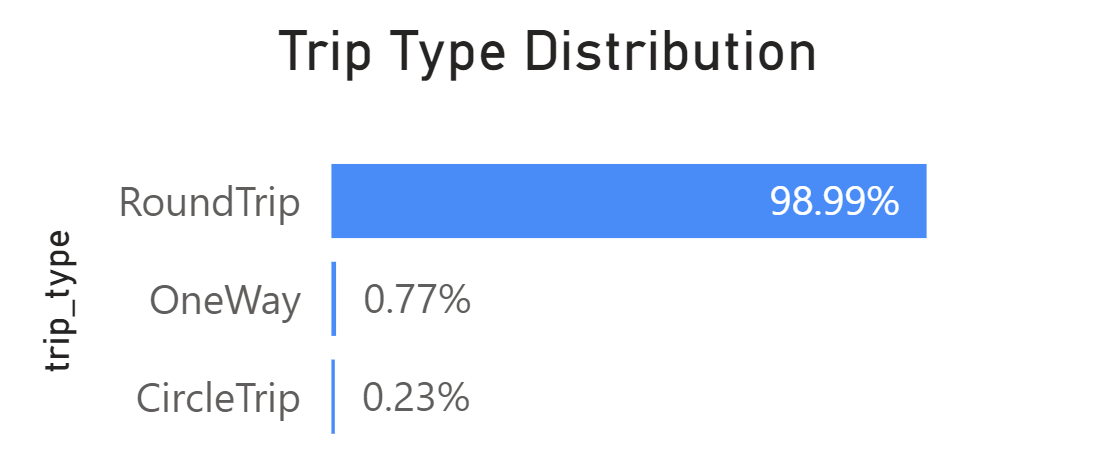 Trip Type Distribution
trip_type
RoundTrip 98.99%
OneWay 0.77%
CircleTrip 0.23%